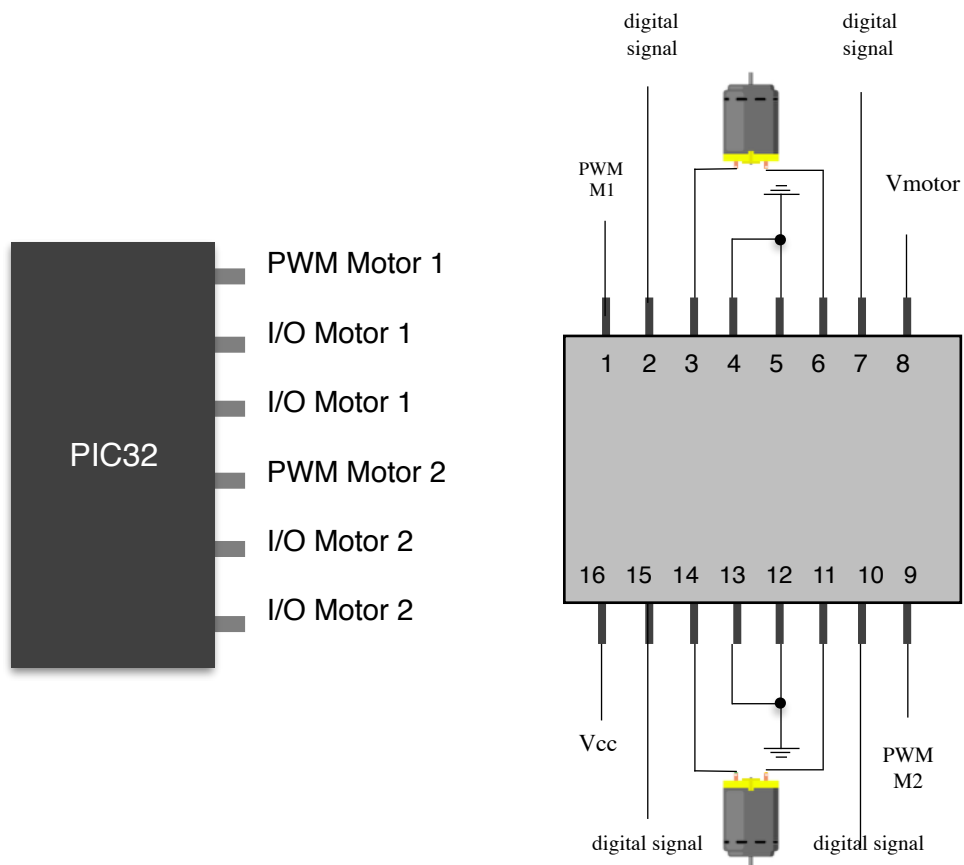 PIC32
PWM Motor 1
I/O Motor 1
I/O Motor 1
PWM Motor 2
I/O Motor 2
I/O Motor 2
digital
signal
digital
signal
PWM
M1
Vmotor
1 2 3 4 5 6 7 8
16 15 14 13 12 11 10 9
Vcc
PWM
M2
digital signal
digital signal